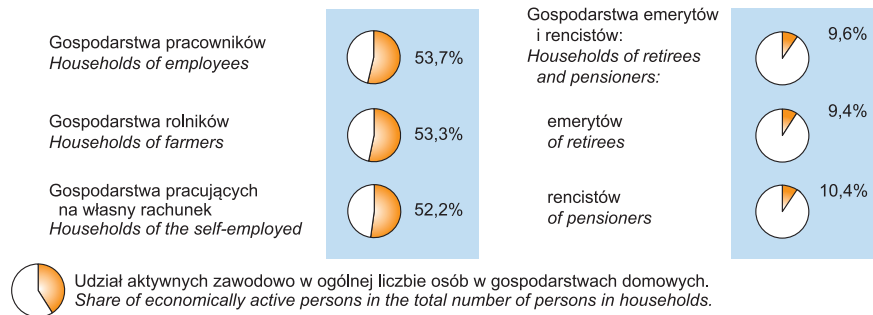 Gospodarstwa pracowników
Households of employees
53,7%
Gospodarstwa rolników
Households of farmers
53,3%
Gospodarstwa pracujących
na własny rachunek
Households of the self-employed
52,2%
Gospodarstwa emerytów
i rencistów:
Households of retirees
and pensioners:
9,6%
emerytów
of retirees
9,4%
rencistów
of pensioners
10,4%
Udział aktywnych zawodowo w ogólnej liczbie osób w gospodarstwach domowych.
Share of economically active persons in the total number of persons in households.